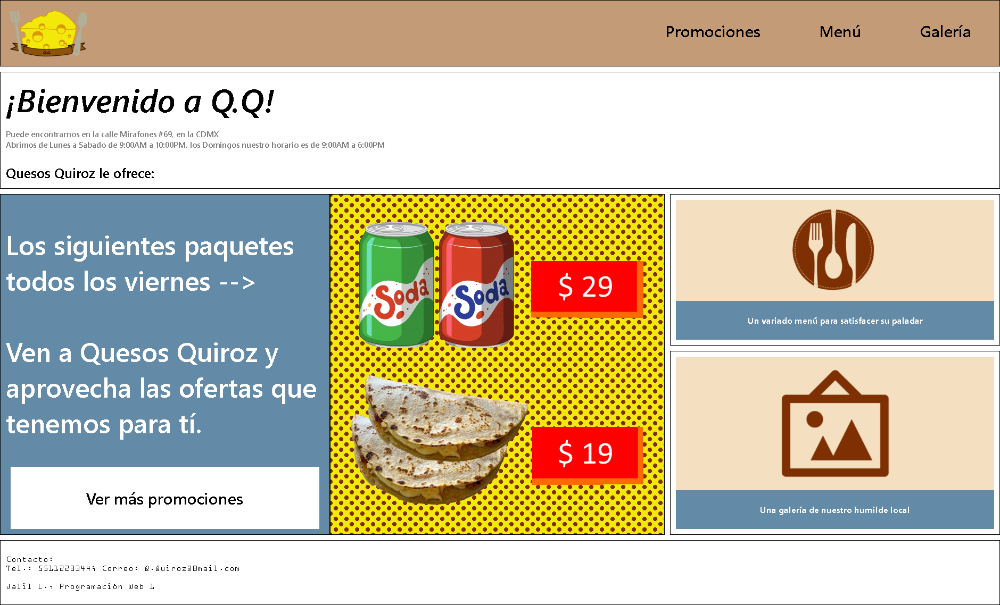 Q.Q.
Promociones
Menú
Galería
¡Bienvenido a Q.Q!
Puede encontrarnos en la calle Mirafones #69, en la CDMX
Abrimos de Lunes a Sabado de 9:00AM a 10:00PM, los Domingos nuestro horario es de 9:00AM a 6:00PM
Quesos Quiroz le ofrece:
Los siguientes paquetes
todos los viernes -->
Ven a Quesos Quiroz y
aprovecha las ofertas que
tenemos para tí.
Ver más promociones
Soda
Soda
$ 29
$ 19
Un variado menú para satisfacer su paladar
Una galería de nuestro humilde local
Contacto:
Tel.: 5511223344; Correo: Q.Quiroz@Bmail.com
Jalil L., Programación Web 1